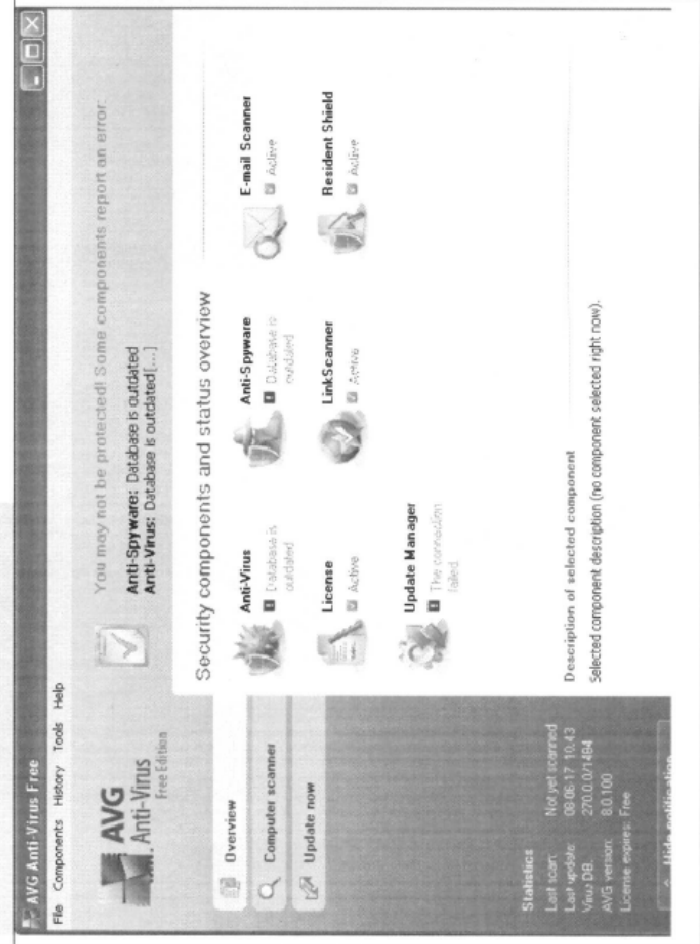 AVG Anti-Virus Free
File Components History Tools Help
AVG
Anti-Virus
Free Edition
You may not be protected! Some components report an error:
Anti-Spyware: Database is outdated
Anti-Virus: Database is outdated[...]
Overview
Computer scanner
Update now
Security components and status overview
Anti-Virus
Database is
outdated
Anti-Spyware
Database is
outdated
E-mail Scanner
Active
License
Active
LinkScanner
Active
Resident Shield
Active
Update Manager
The connection
failed.
Statistics
Last scan: Not yet scanned
Last update: 08-06-17 10.43
Virus DB: 270.0.0/1494
AVG version: 8.0.100
License expires: Free
Hide notification
Description of selected component
Selected component description (no component selected right now).